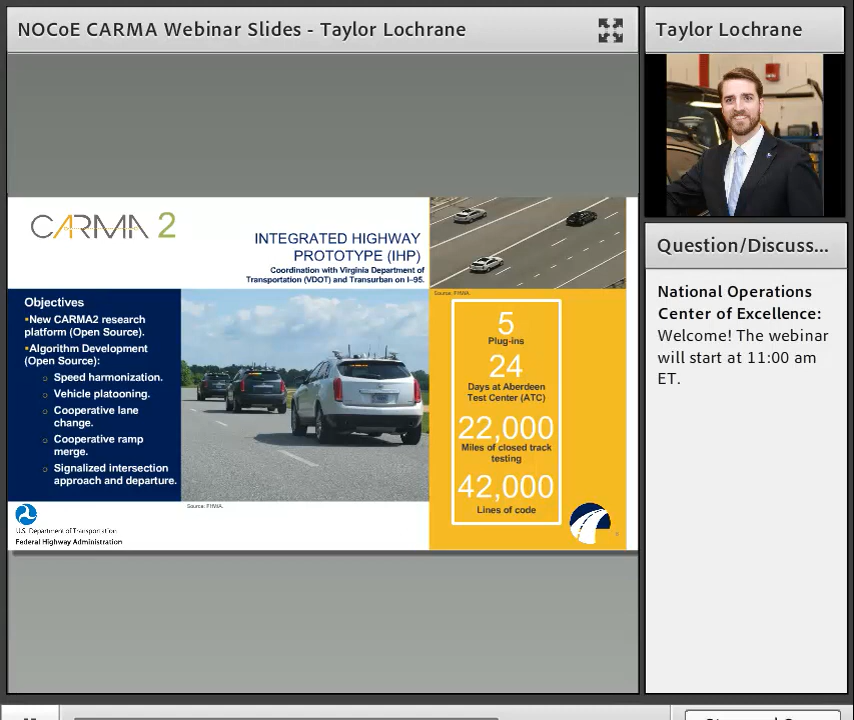 NOCoE CARMA Webinar Slides - Taylor Lochrane
Taylor Lochrane
CARMA 2
INTEGRATED HIGHWAY
PROTOTYPE (IHP)
Coordination with Virginia Department of
Transportation (VDOT) and Transurban on I-95.
Source: FHWA.
Objectives
▪New CARMA2 research
platform (Open Source).
▪Algorithm Development
(Open Source):
o Speed harmonization.
o Vehicle platooning.
o Cooperative lane
change.
o Cooperative ramp
merge.
o Signalized intersection
approach and departure.
Source: FHWA.
5
Plug-ins
24
Days at Aberdeen
Test Center (ATC)
22,000
Miles of closed track
testing
42,000
Lines of code
U.S. Department of Transportation
Federal Highway Administration
Question/Discuss...
National Operations
Center of Excellence:
Welcome! The webinar
will start at 11:00 am
ET.